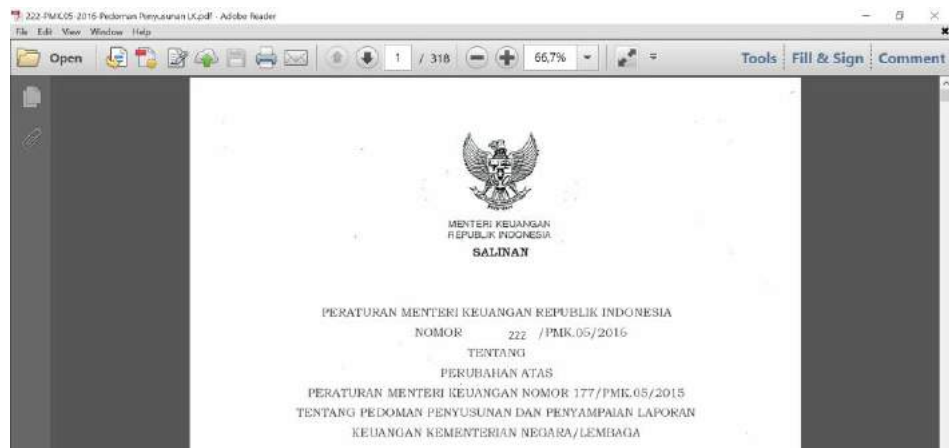 222-PMK.05-2016-Pedoman Penyusunan LK.pdf - Adobe Reader
File Edit View Window Help
Open 1 / 318 66,7% Tools Fill & Sign Comment
MENTERI KEUANGAN
REPUBLIK INDONESIA
SALINAN
PERATURAN MENTERI KEUANGAN REPUBLIK INDONESIA
NOMOR 222 /PMK.05/2016
TENTANG
PERUBAHAN ATAS
PERATURAN MENTERI KEUANGAN NOMOR 177/PMK.05/2015
TENTANG PEDOMAN PENYUSUNAN DAN PENYAMPAIAN LAPORAN
KEUANGAN KEMENTERIAN NEGARA/LEMBAGA